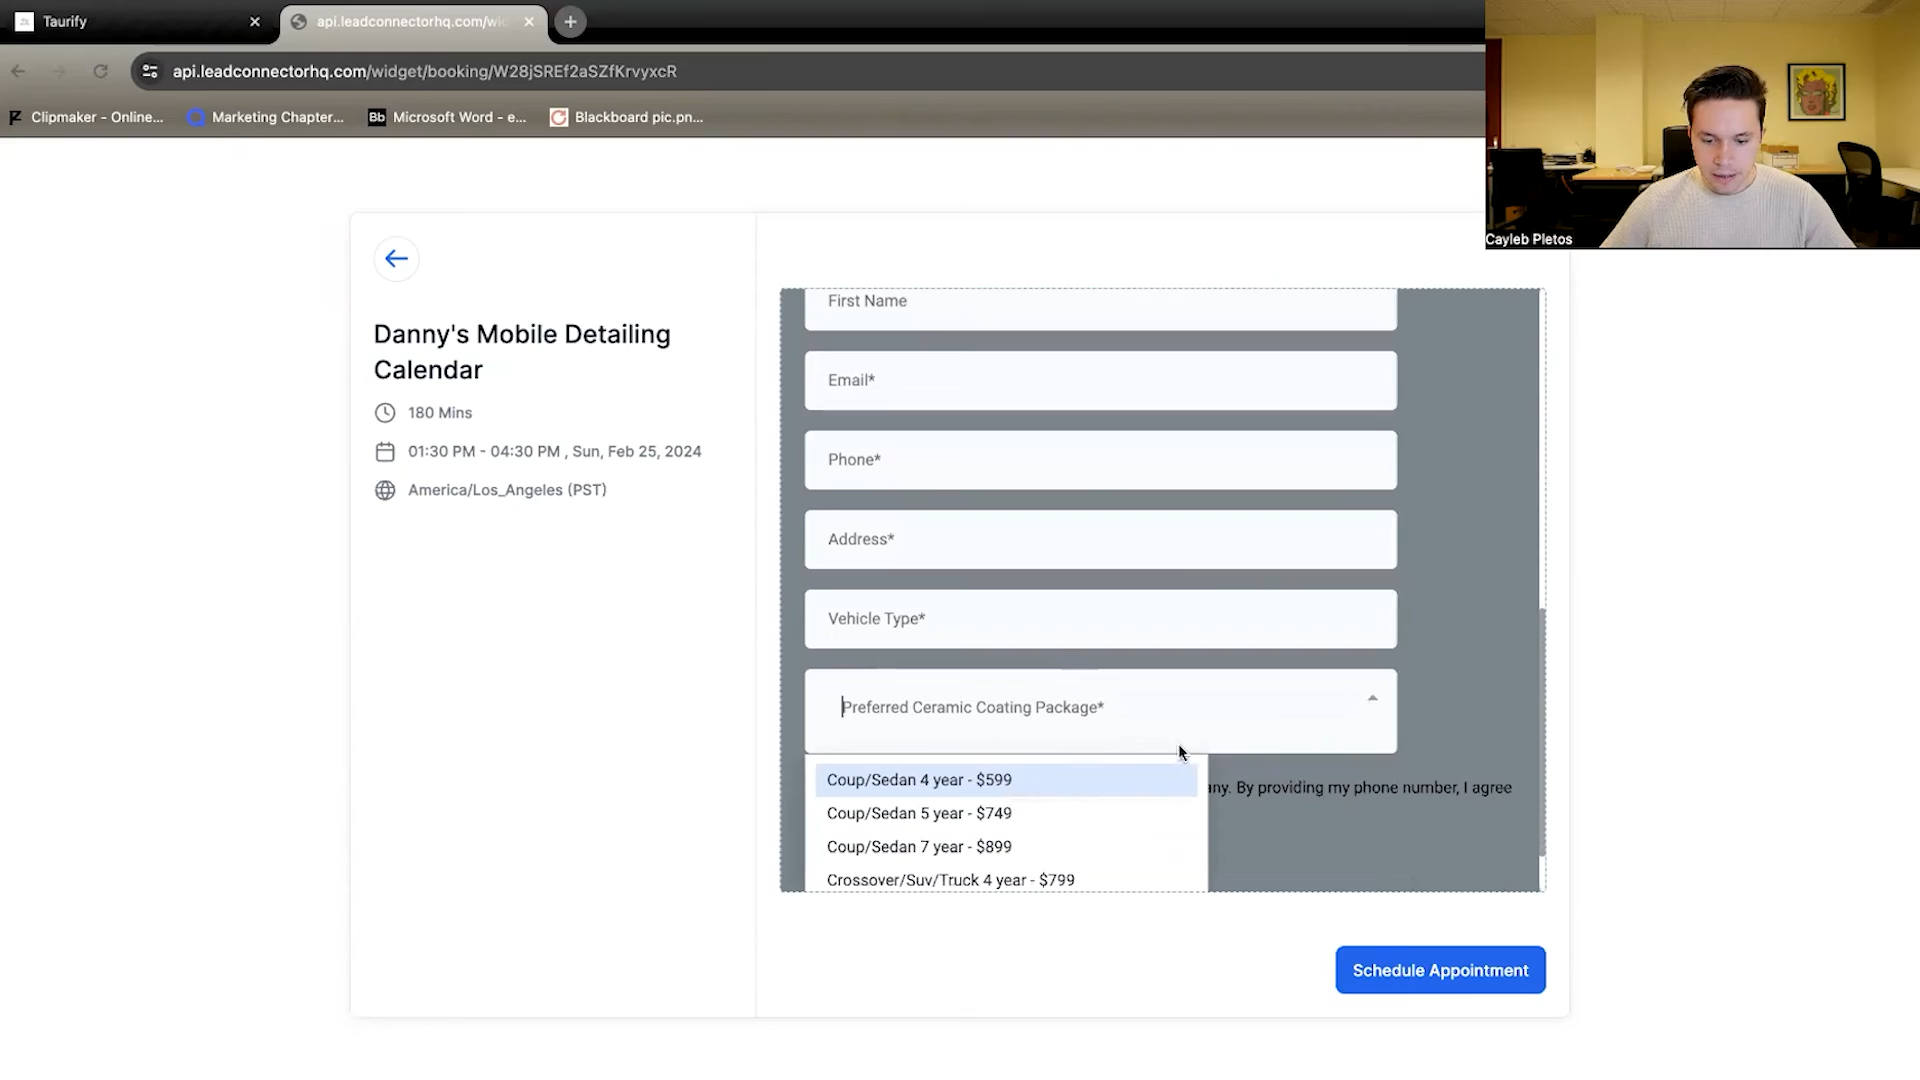 Taurify
api.leadconnectorhq.com/wi
api.leadconnectorhq.com/widget/booking/W28jSREf2aSZfKrvyxcR
Clipmaker - Online...
Marketing Chapter...
Bb
Microsoft Word - e...
Blackboard pic.pn...
Cayleb Pletos
Danny's Mobile Detailing
Calendar
180 Mins
01:30 PM - 04:30 PM , Sun, Feb 25, 2024
America/Los_Angeles (PST)
First Name
Email*
Phone*
Address*
Vehicle Type*
Preferred Ceramic Coating Package*
Coup/Sedan 4 year - $599
any. By providing my phone number, I agree
Coup/Sedan 5 year - $749
Coup/Sedan 7 year - $899
Crossover/Suv/Truck 4 year - $799
Schedule Appointment